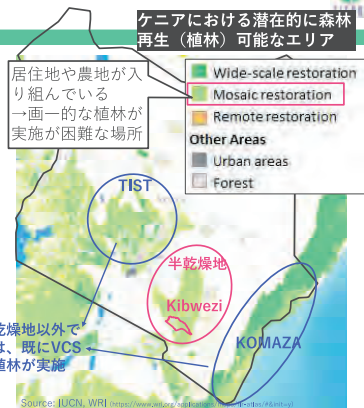 ケニアにおける潜在的に森林
再生（植林）可能なエリア
居住地や農地が入
り組んでいる
→画一的な植林が
実施が困難な場所
Wide-scale restoration
Mosaic restoration
Remote restoration
Other Areas
Urban areas
Forest
TIST
半乾燥地
Kibwezi
KOMAZA
乾燥地以外で
は、既にVCS
植林が実施
Source: IUCN, WRI